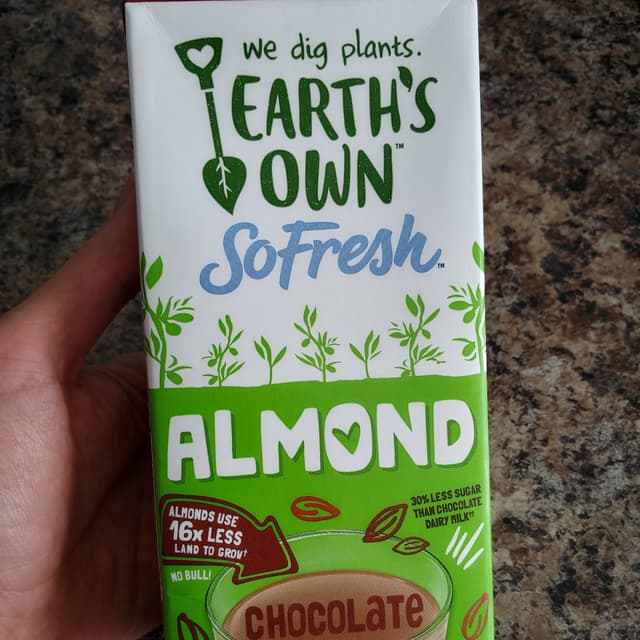 we dig plants.
EARTH'S
OWN™
SoFresh™
ALMOND
ALMONDS USE
16x LESS
LAND TO GROW†
NO BULL!
30% LESS SUGAR
THAN CHOCOLATE
DAIRY MILK††
CHOCOLATE